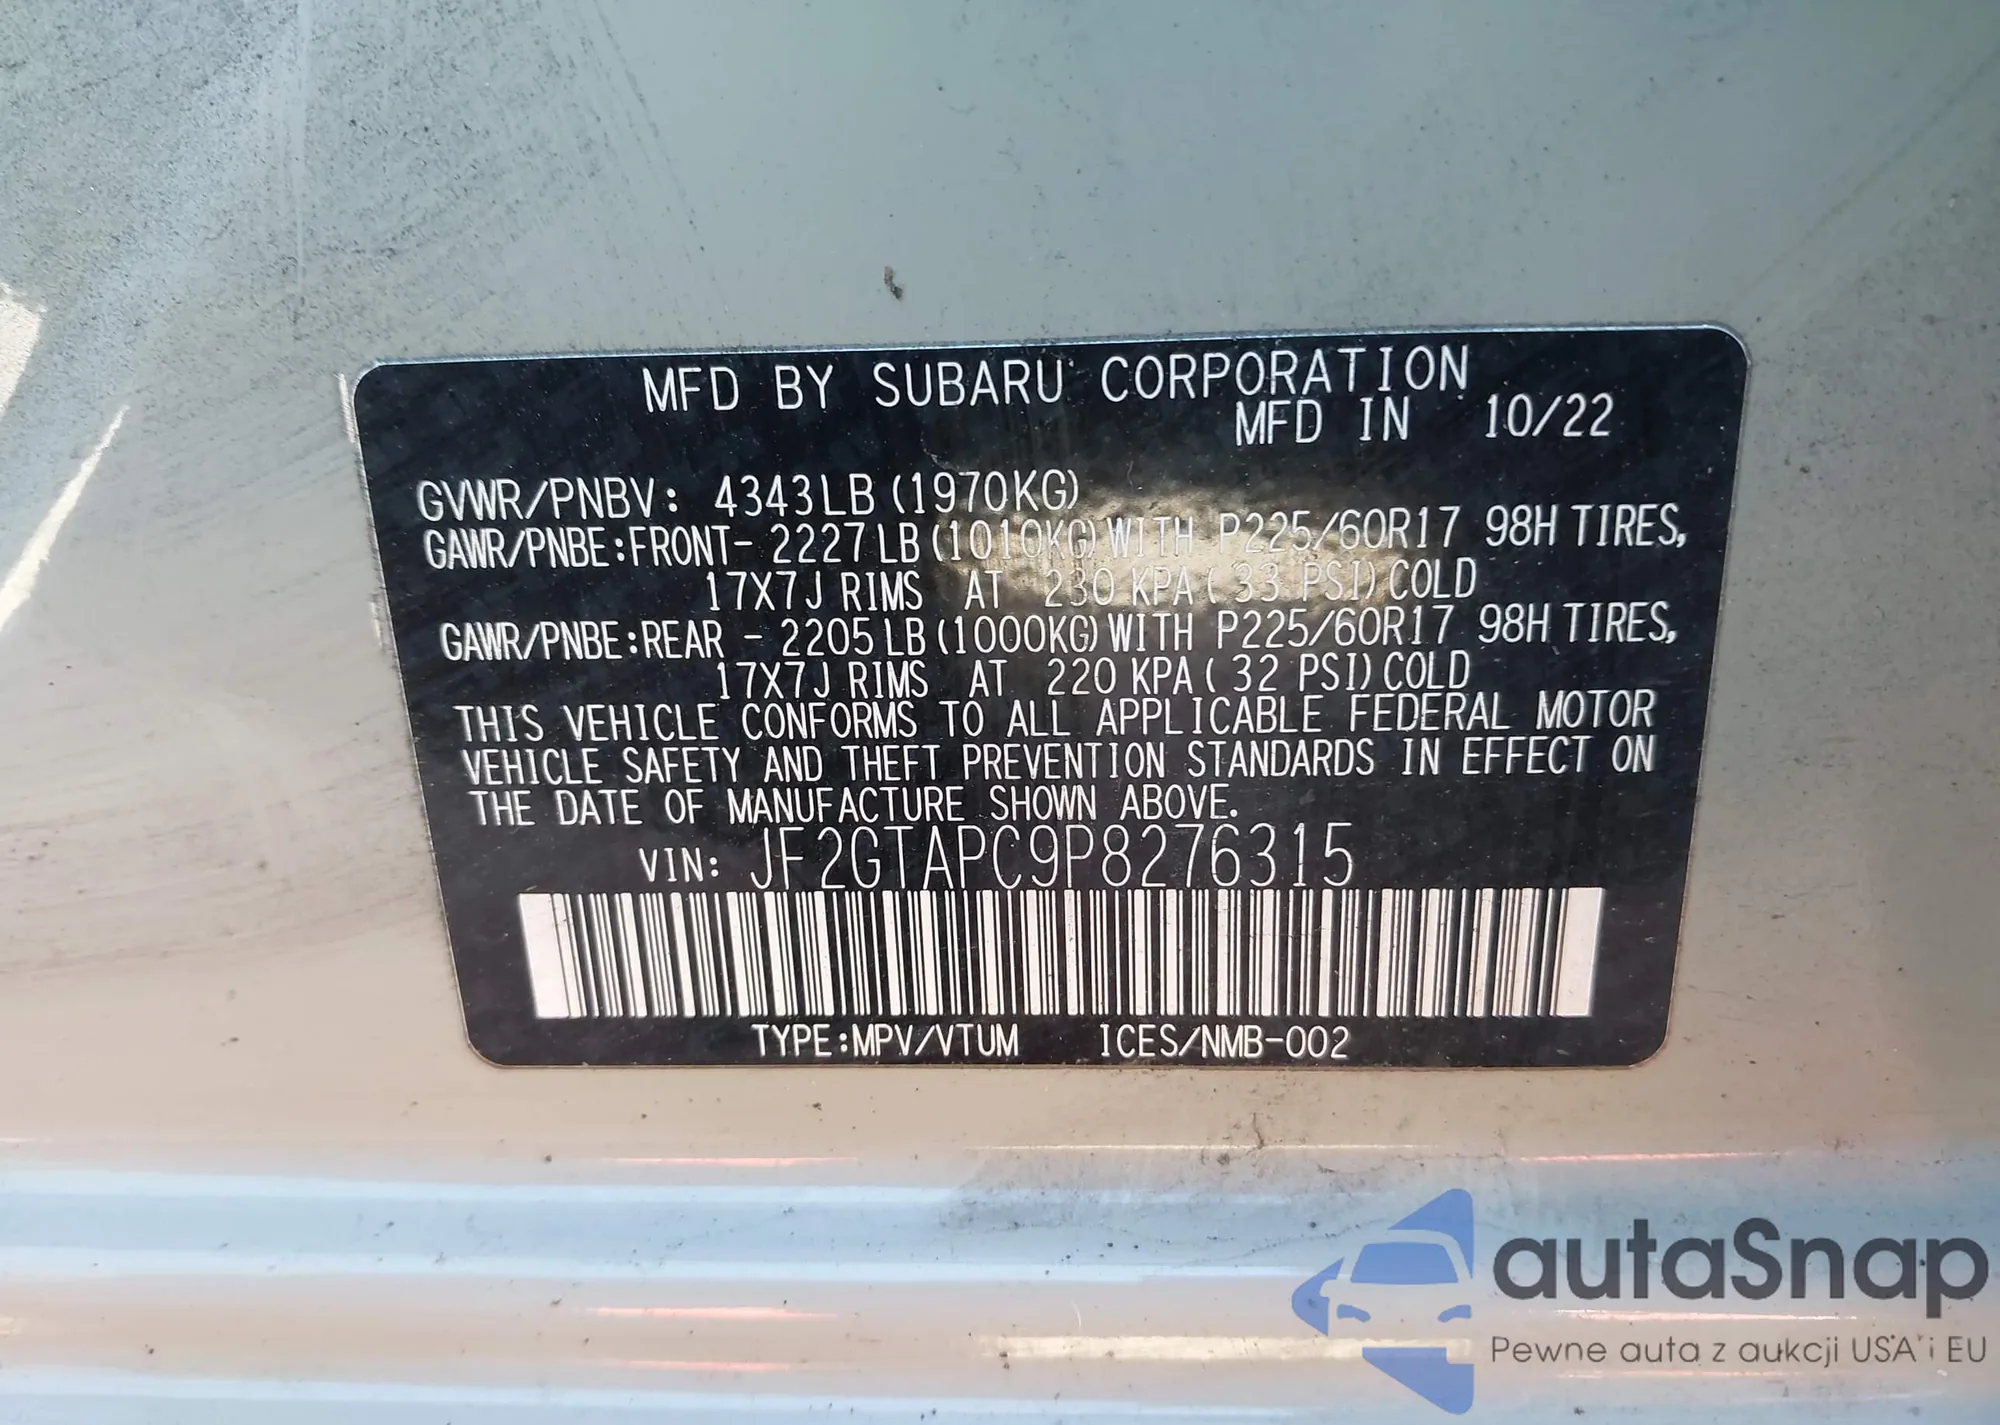 MFD BY SUBARU CORPORATION
MFD IN 10/22
GVWR/PNBV: 4343LB (1970KG)
GAWR/PNBE:FRONT- 2227LB (1010KG) WITH P225/60R17 98H TIRES,
17X7J RIMS AT 230 KPA ( 33 PSI) COLD
GAWR/PNBE:REAR - 2205LB (1000KG) WITH P225/60R17 98H TIRES,
17X7J RIMS AT 220 KPA ( 32 PSI) COLD
THIS VEHICLE CONFORMS TO ALL APPLICABLE FEDERAL MOTOR
VEHICLE SAFETY AND THEFT PREVENTION STANDARDS IN EFFECT ON
THE DATE OF MANUFACTURE SHOWN ABOVE.
VIN: JF2GTAPC9P8276315
TYPE:MPV/VTUM ICES/NMB-002
autaSnap
Pewne auta z aukcji USA i EU